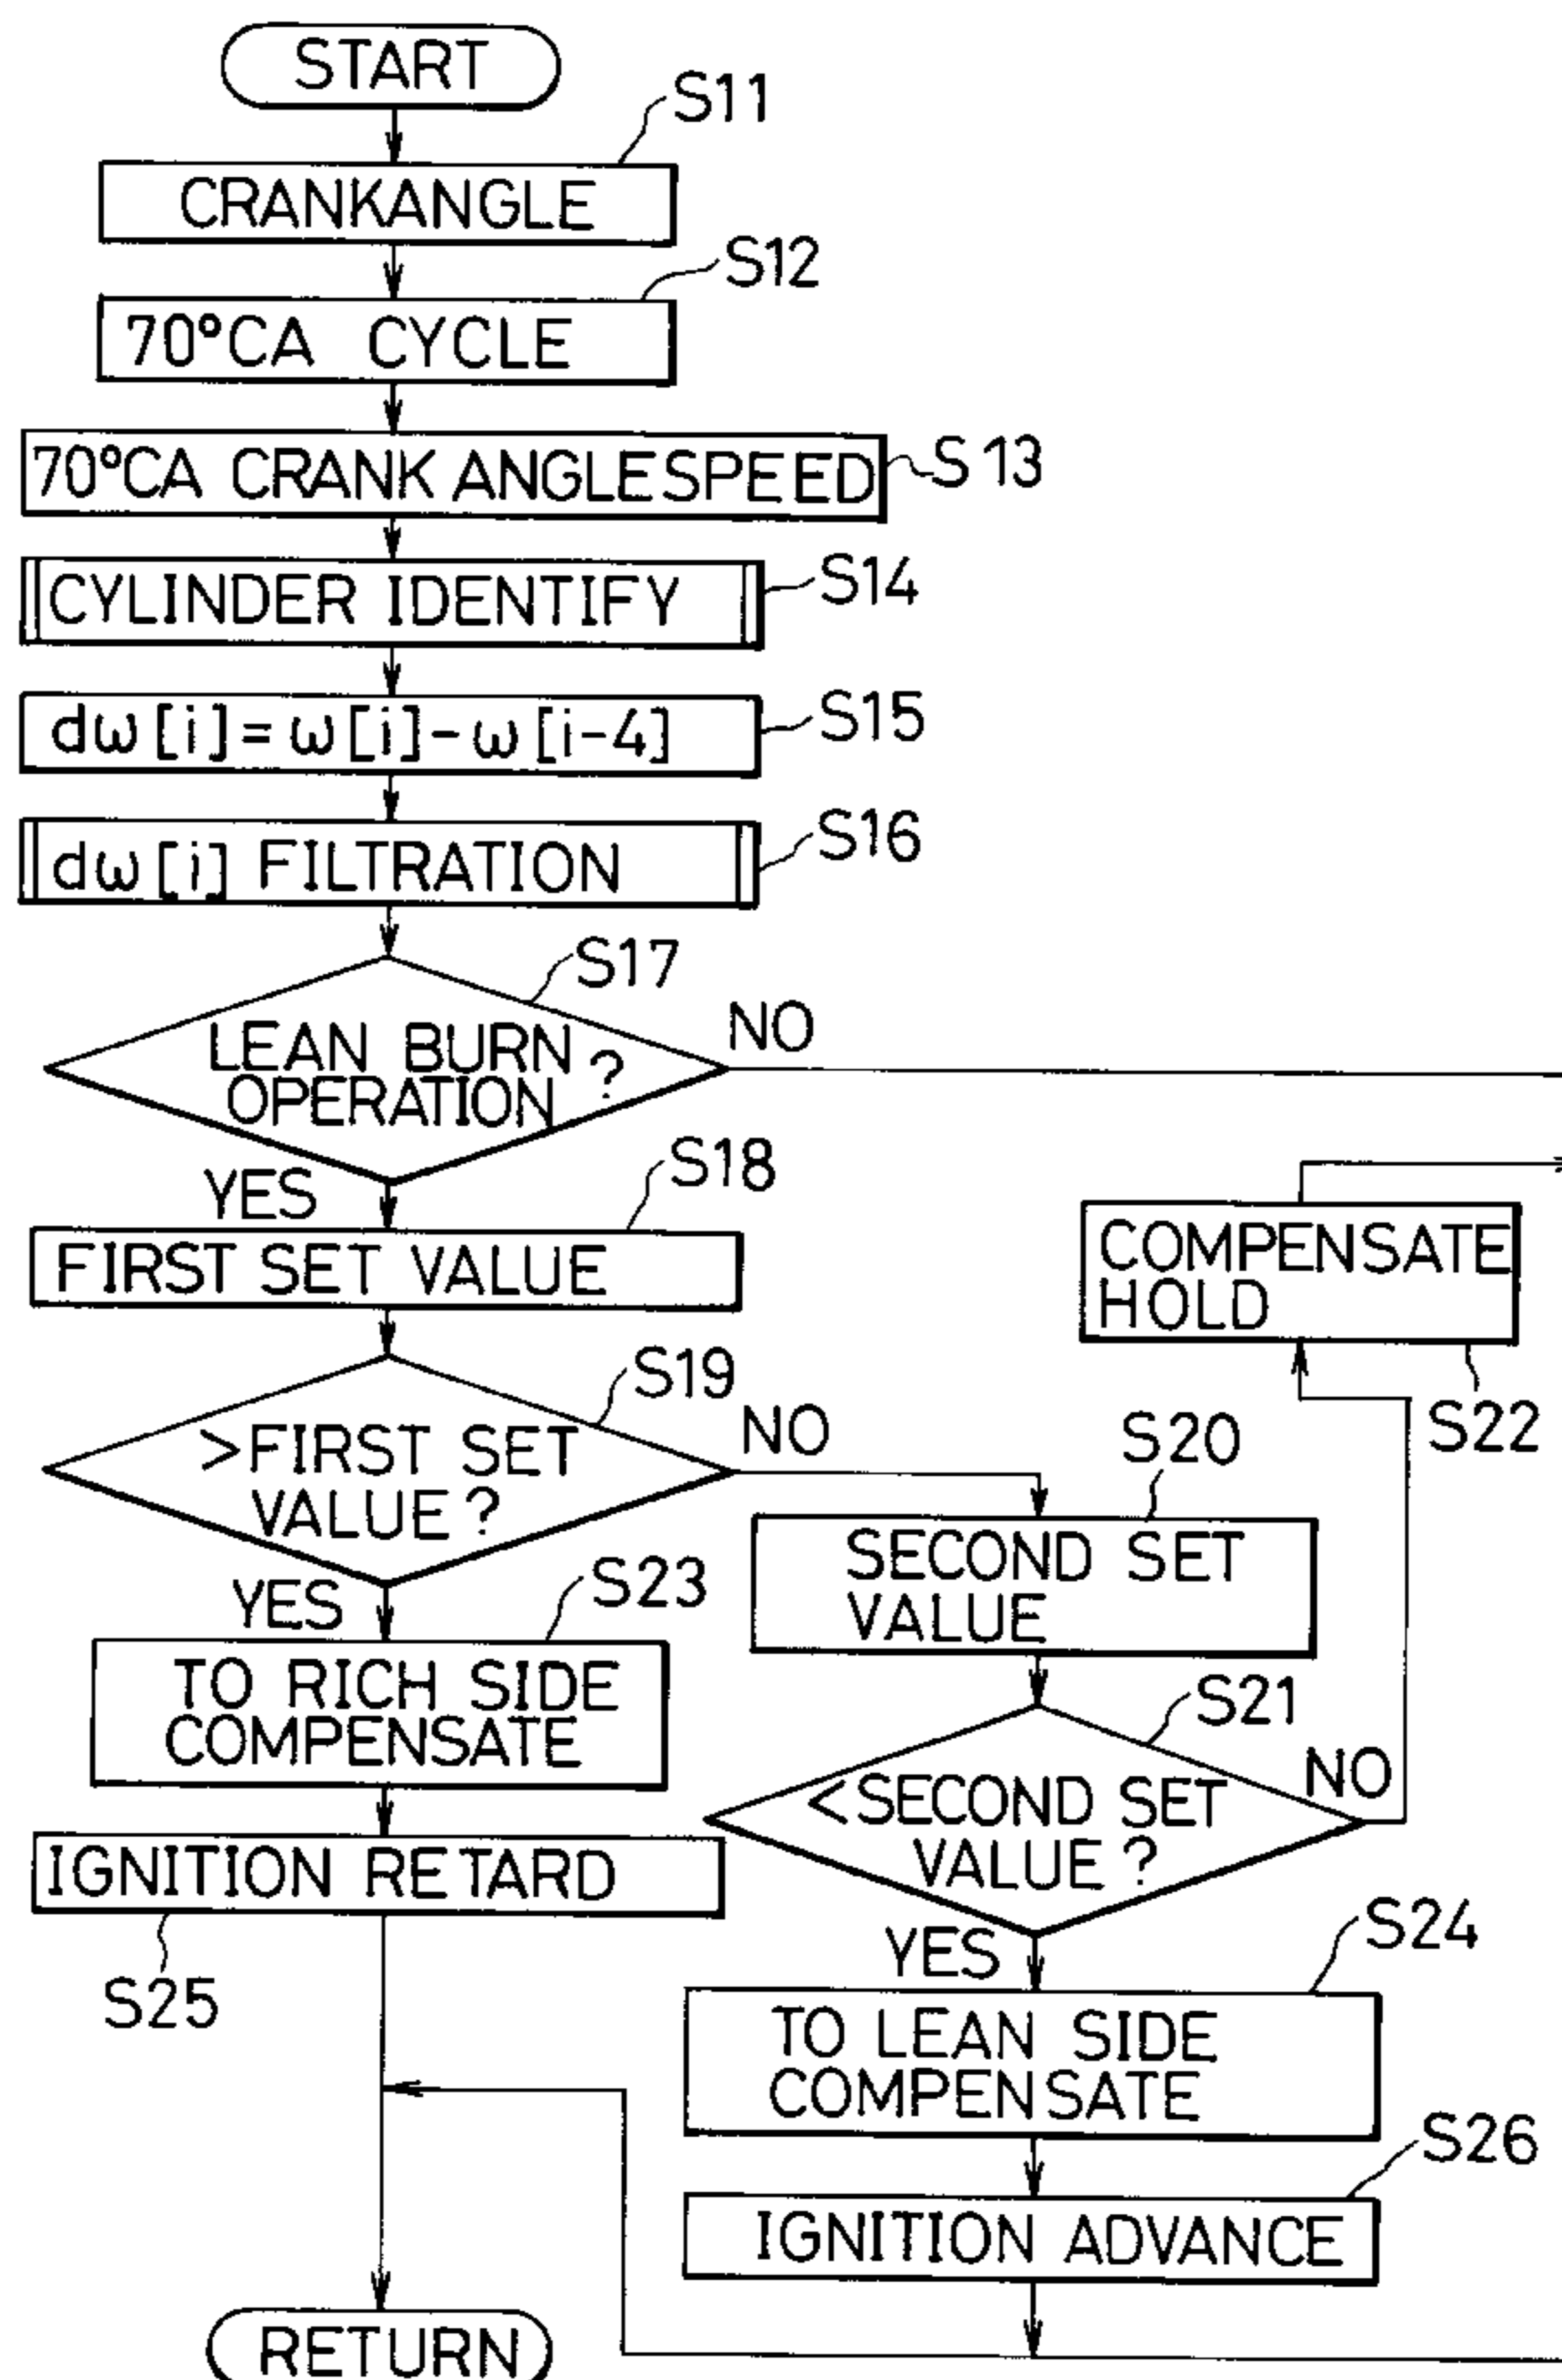 START
S11
CRANKANGLE
S12
70°CA CYCLE
70°CA CRANK ANGLE SPEED
S13
CYLINDER IDENTIFY
S14
dω[i]=ω[i]-ω[i-4]
S15
dω[i] FILTRATION
S16
S17
LEAN BURN
OPERATION ?
NO
YES
S18
FIRST SET VALUE
COMPENSATE
HOLD
S22
S19
>FIRST SET
VALUE?
NO
S20
SECOND SET
VALUE
YES
S23
TO RICH SIDE
COMPENSATE
S21
<SECOND SET
VALUE?
NO
IGNITION RETARD
S25
YES
S24
TO LEAN SIDE
COMPENSATE
S26
IGNITION ADVANCE
RETURN